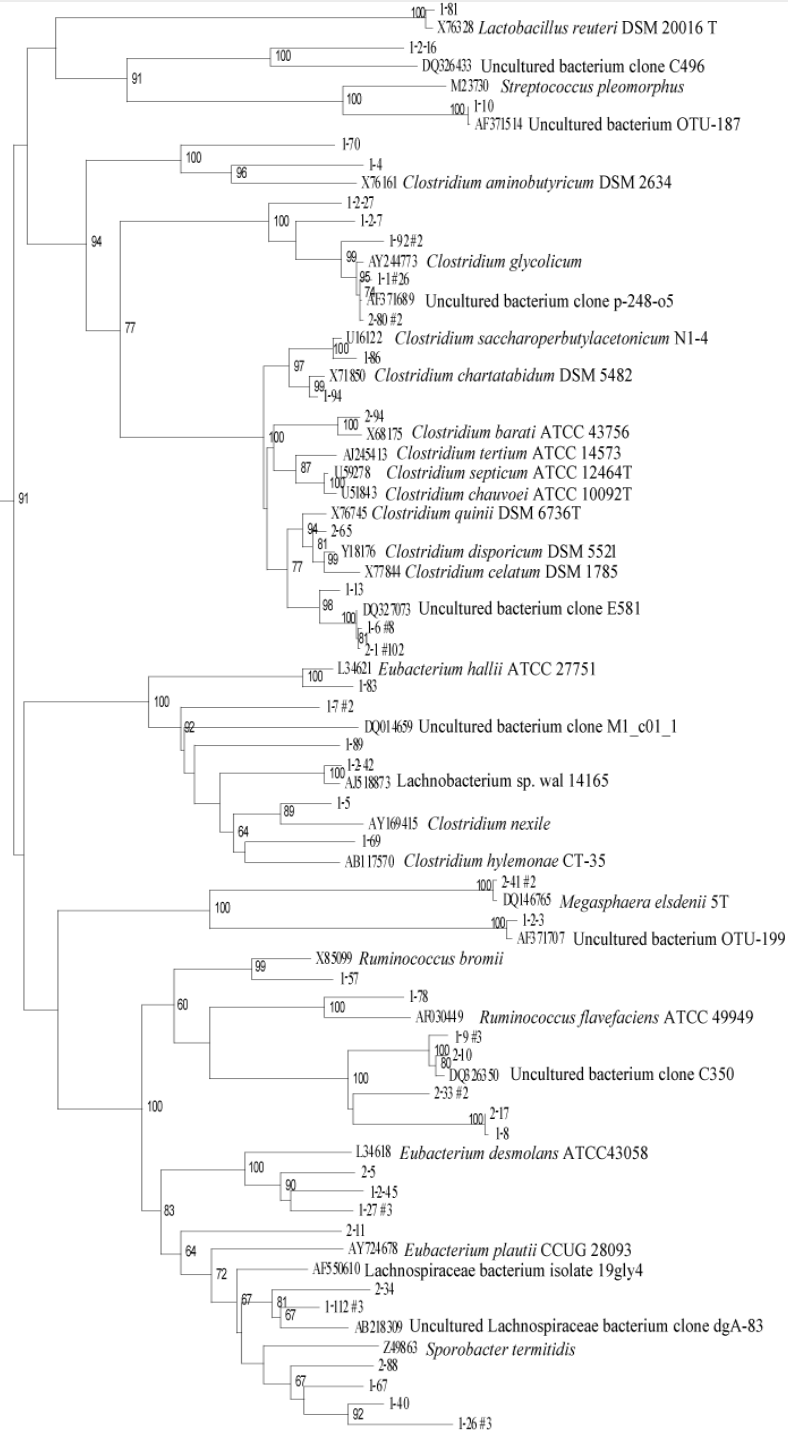 1-81
100
X76328 Lactobacillus reuteri DSM 20016 T
1-2-16
100
DQ326433 Uncultured bacterium clone C496
91
M23730 Streptococcus pleomorphus
100 1-10
100
AF371514 Uncultured bacterium OTU-187
1-70
100
1-4
96
X76161 Clostridium aminobutyricum DSM 2634
1-2-27
100 1-2-7
94
1-92#2
99
AY244773 Clostridium glycolicum
95 1-1#26
74
AF371689 Uncultured bacterium clone p-248-o5
2-80 #2
77
U16122 Clostridium saccharoperbutylacetonicum N1-4
100
1-86
97
X71850 Clostridium chartatabidum DSM 5482
99
1-94
2-94
100
X68175 Clostridium barati ATCC 43756
100
AJ245413 Clostridium tertium ATCC 14573
87
U59278 Clostridium septicum ATCC 12464T
100
U51843 Clostridium chauvoei ATCC 10092T
91
X76745 Clostridium quinii DSM 6736T
94 2-65
81
Y18176 Clostridium disporicum DSM 5521
99
77
X77844 Clostridium celatum DSM 1785
1-13
98
DQ327073 Uncultured bacterium clone E581
100
1-6 #8
81
2-1 #102
L34621 Eubacterium hallii ATCC 27751
100
1-83
100
1-7 #2
92
DQ014659 Uncultured bacterium clone M1_c01_1
1-89
1-2-42
100
AJ518873 Lachnobacterium sp. wal 14165
1-5
89
AY169415 Clostridium nexile
64
1-69
AB117570 Clostridium hylemonae CT-35
100 2-41 #2
DQ146765 Megasphaera elsdenii 5T
100
100 1-2-3
AF371707 Uncultured bacterium OTU-199
X85099 Ruminococcus bromii
99
1-57
1-78
60
100
AF030449 Ruminococcus flavefaciens ATCC 49949
1-9 #3
100
2-10
80
DQ326350 Uncultured bacterium clone C350
100
2-33 #2
100
100 2-17
1-8
L34618 Eubacterium desmolans ATCC43058
100
2-5
90
1-2-45
1-27 #3
83
2-11
64
AY724678 Eubacterium plautii CCUG 28093
72
AF550610 Lachnospiraceae bacterium isolate 19gly4
2-34
67 81
1-112 #3
67
AB218309 Uncultured Lachnospiraceae bacterium clone dgA-83
Z49863 Sporobacter termitidis
2-88
67
1-67
1-40
92
1-26 #3